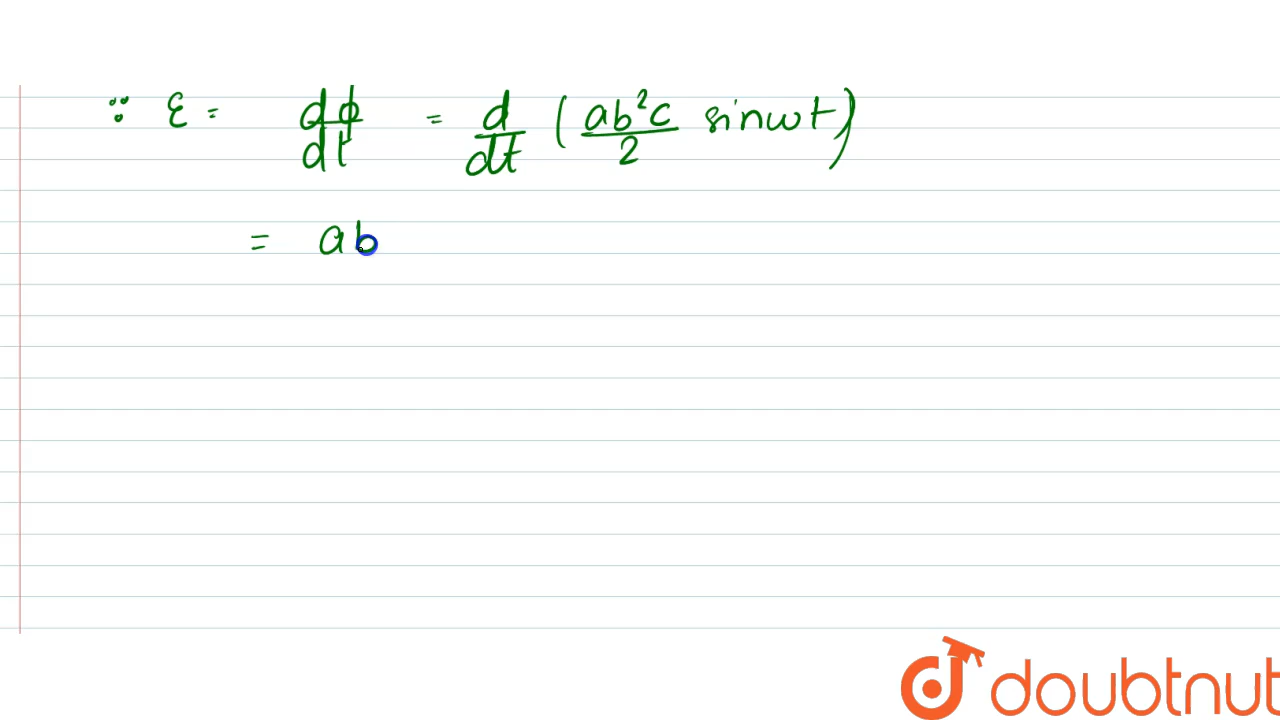 ∵ ε = dφ/dt = d/dt (ab²c/2 sinωt)
= ab
doubtnut